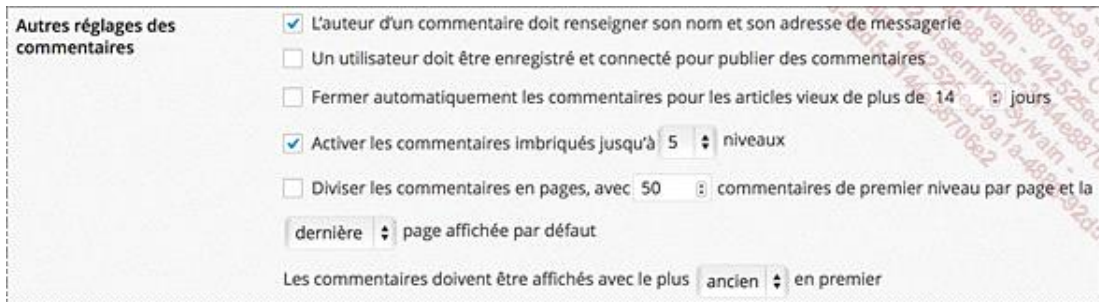 Autres réglages des
commentaires
L'auteur d'un commentaire doit renseigner son nom et son adresse de messagerie
Un utilisateur doit être enregistré et connecté pour publier des commentaires
Fermer automatiquement les commentaires pour les articles vieux de plus de 14 jours
Activer les commentaires imbriqués jusqu'à 5 niveaux
Diviser les commentaires en pages, avec 50 commentaires de premier niveau par page et la
dernière page affichée par défaut
Les commentaires doivent être affichés avec le plus ancien en premier